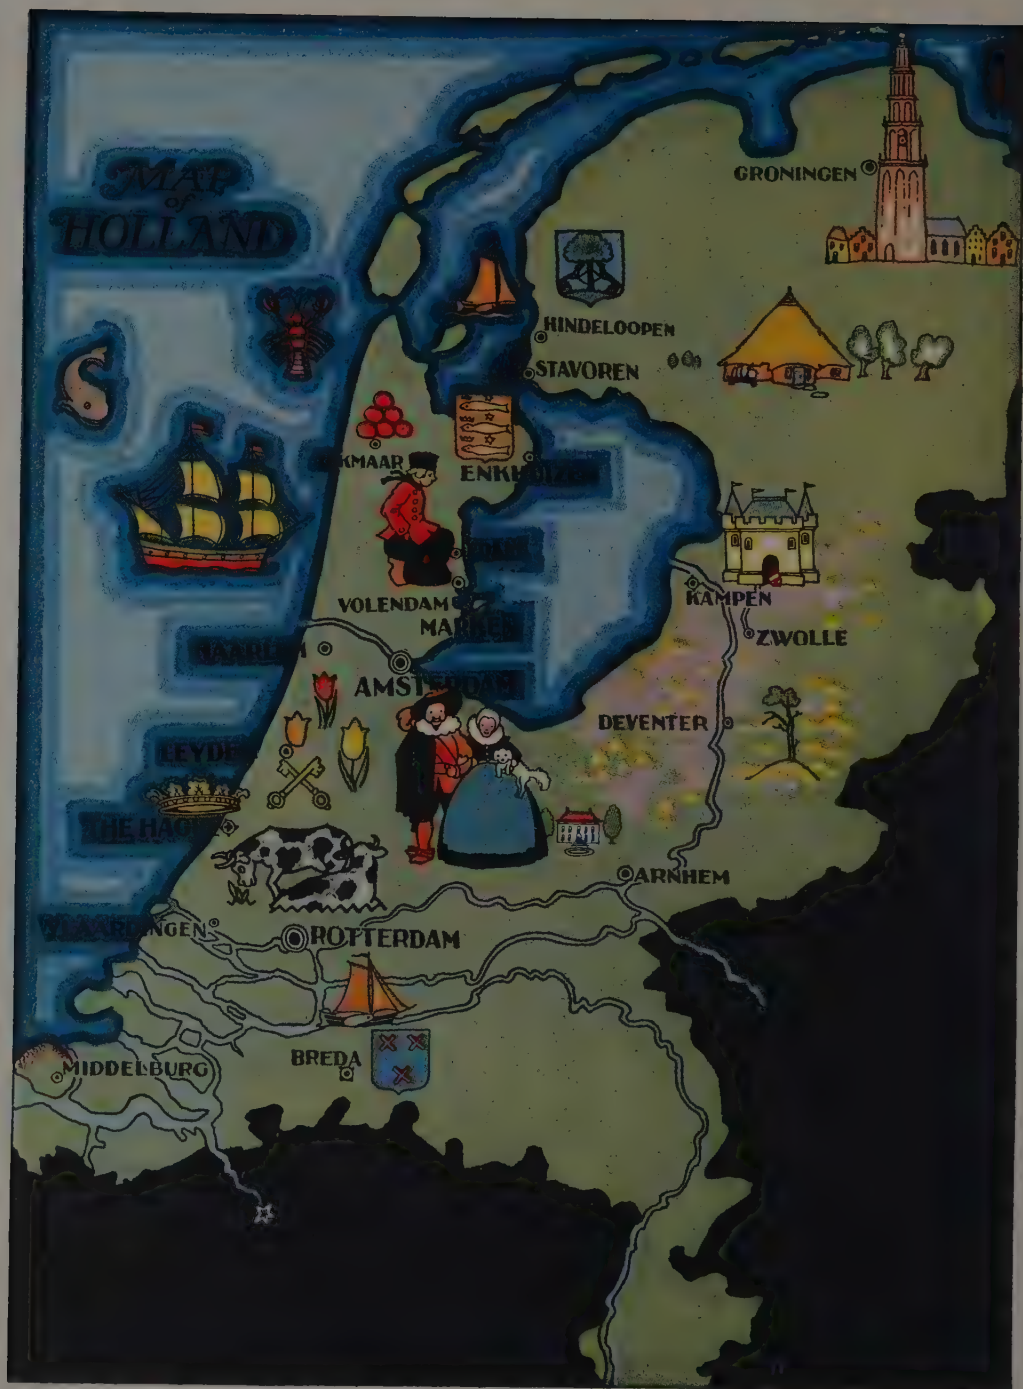 MAP
of
HOLLAND
GRONINGEN
HINDELOOPEN
STAVOREN
ENKHUIZEN
VOLENDAM
MARKEN
KAMPEN
ZWOLLE
HAARLEM
AMSTERDAM
DEVENTER
THE HAGUE
ARNHEM
ROTTERDAM
BREDA
MIDDELBURG